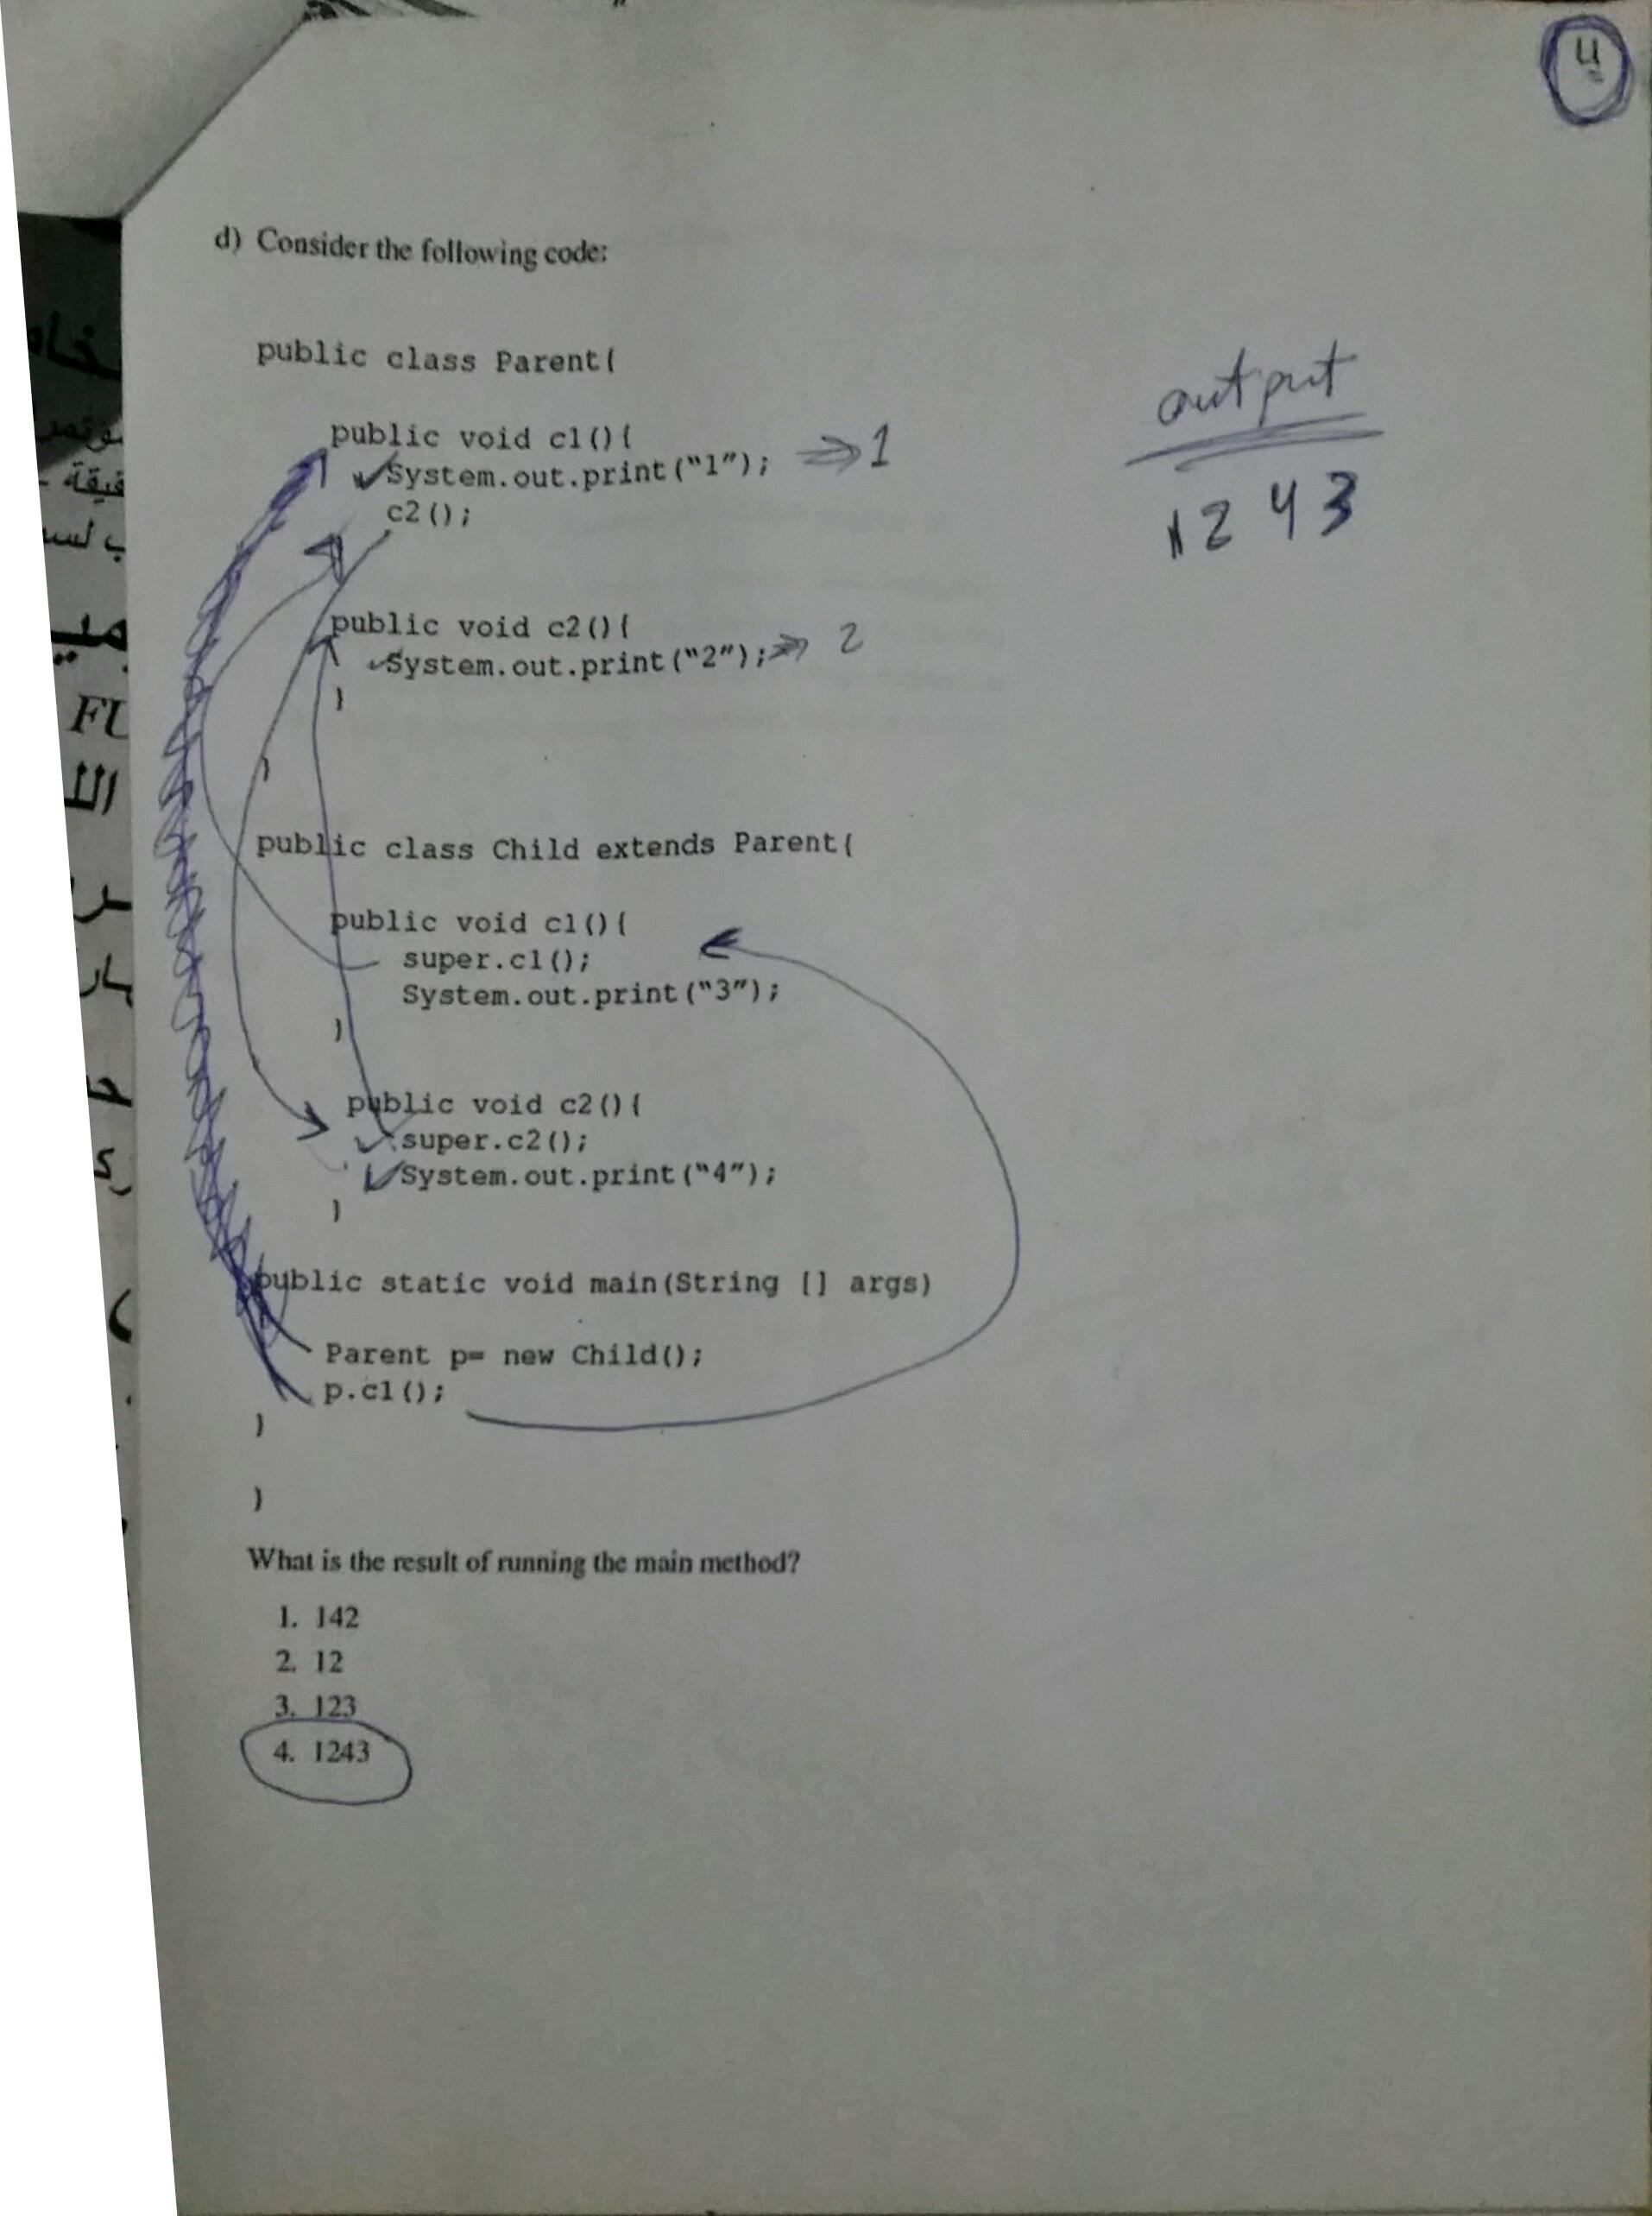 4
d) Consider the following code:
public class Parent{
output
public void c1(){
System.out.print("1"); ⇒ 1
c2();
1243
public void c2(){
System.out.print("2"); ⇒ 2
}
}
public class Child extends Parent{
public void c1(){
super.c1();
System.out.print("3");
}
public void c2(){
super.c2();
System.out.print("4");
}
public static void main(String [] args)
Parent p= new Child();
p.c1();
}
}
What is the result of running the main method?
1. 142
2. 12
3. 123
4. 1243
FU